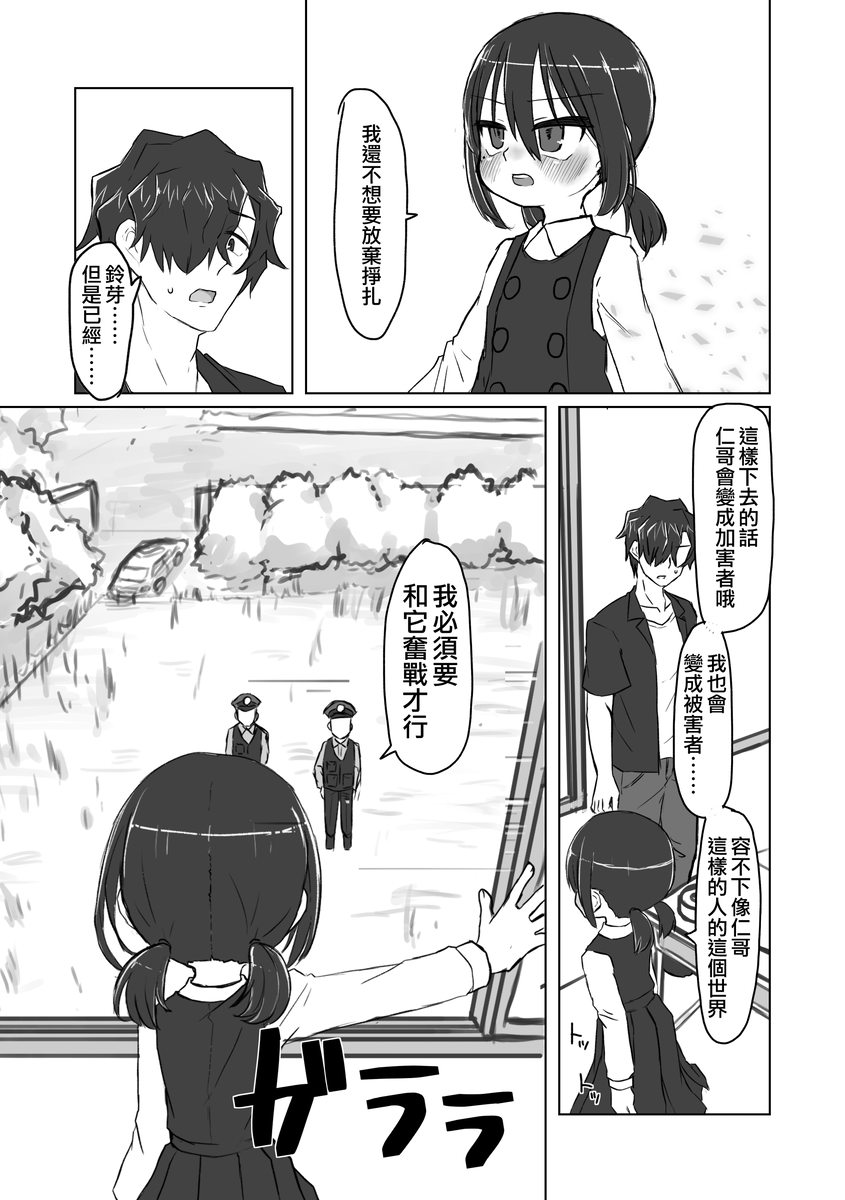 我還不想要放棄掙扎
鈴芽……
但是已經……
這樣下去的話
仁哥會變成加害者哦
我也會
變成被害者……
容不下像仁哥
這樣的人的這個世界
トッ
トッ
我必須要
和它奮戰才行
ガララ